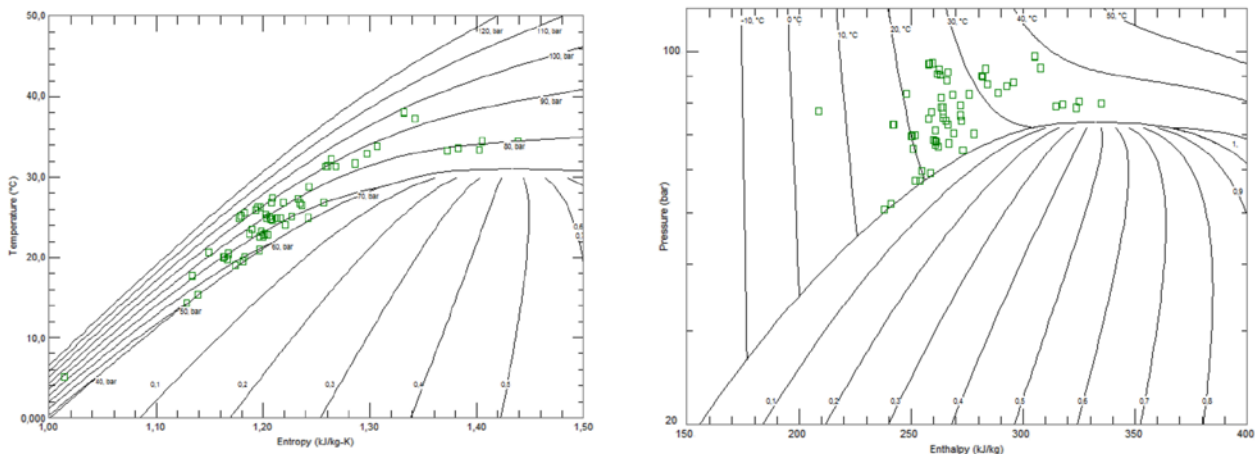 50,0
40,0
30,0
20,0
10,0
0,000
Temperature (°C)
1,00
1,10
1,20
1,30
1,40
1,50
Entropy (kJ/kg-K)
120, bar
110, bar
100, bar
90, bar
80, bar
70, bar
60, bar
50, bar
40, bar
0,1
0,2
0,3
0,4
0,5
0,6
100
20
Pressure (bar)
150
200
250
300
350
400
Enthalpy (kJ/kg)
-10, °C
0 °C
10, °C
20, °C
30, °C
40, °C
50, °C
0,1
0,2
0,3
0,4
0,5
0,6
0,7
0,8
0,9
1,